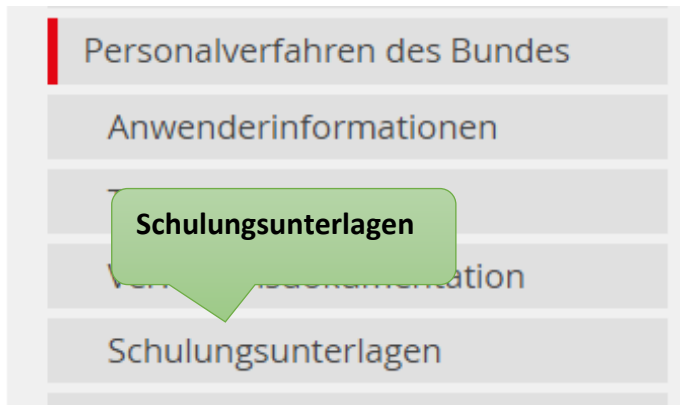 Personalverfahren des Bundes
Anwenderinformationen
Schulungsunterlagen
Schulungsunterlagen